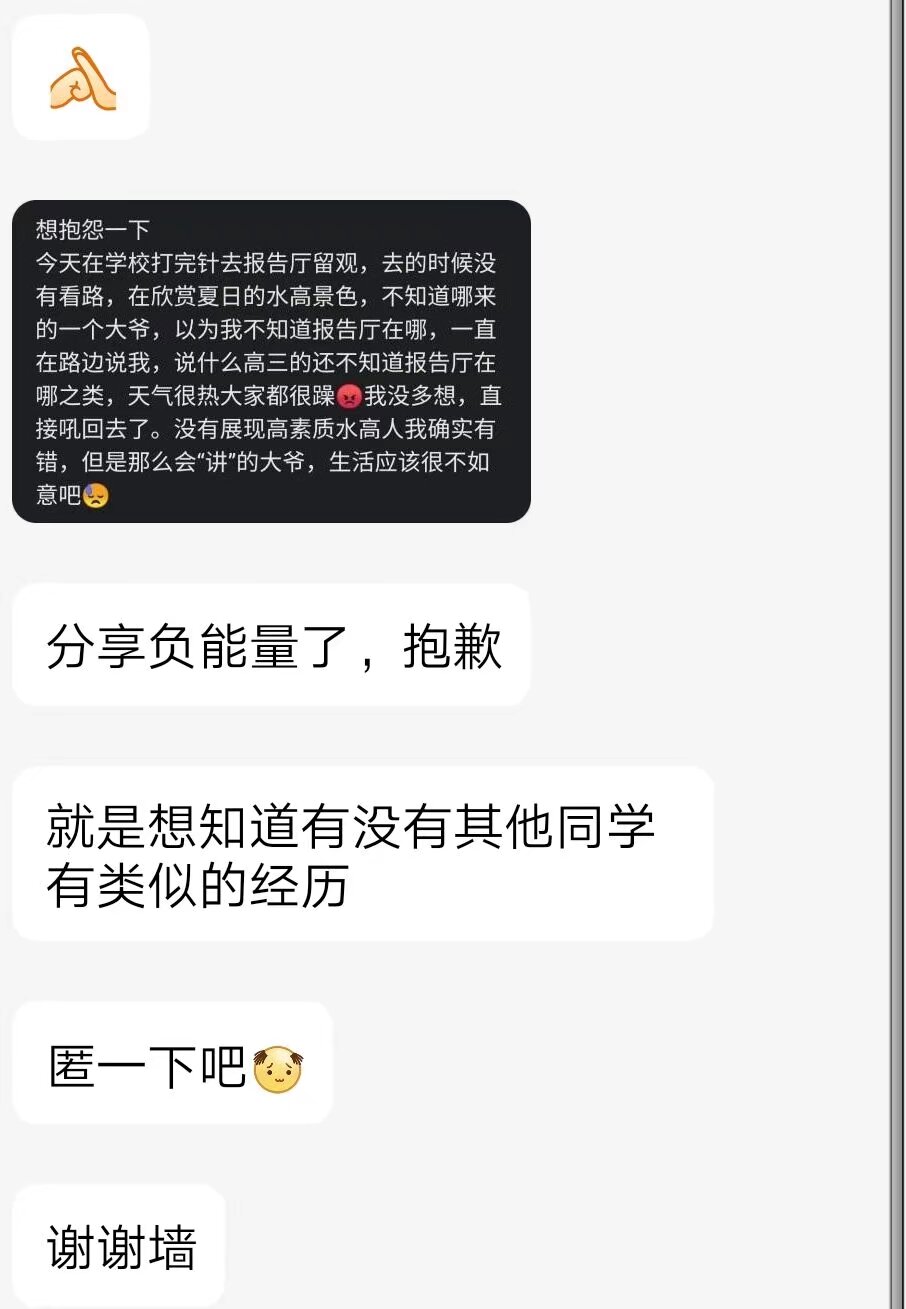 想抱怨一下
今天在学校打完针去报告厅留观，去的时候没
有看路，在欣赏夏日的水高景色，不知道哪来
的一个大爷，以为我不知道报告厅在哪，一直
在路边说我，说什么高三的还不知道报告厅在
哪之类，天气很热大家都很躁😡我没多想，直
接吼回去了。没有展现高素质水高人我确实有
错，但是那么会“讲”的大爷，生活应该很不如
意吧😓
分享负能量了，抱歉
就是想知道有没有其他同学
有类似的经历
匿一下吧
谢谢墙